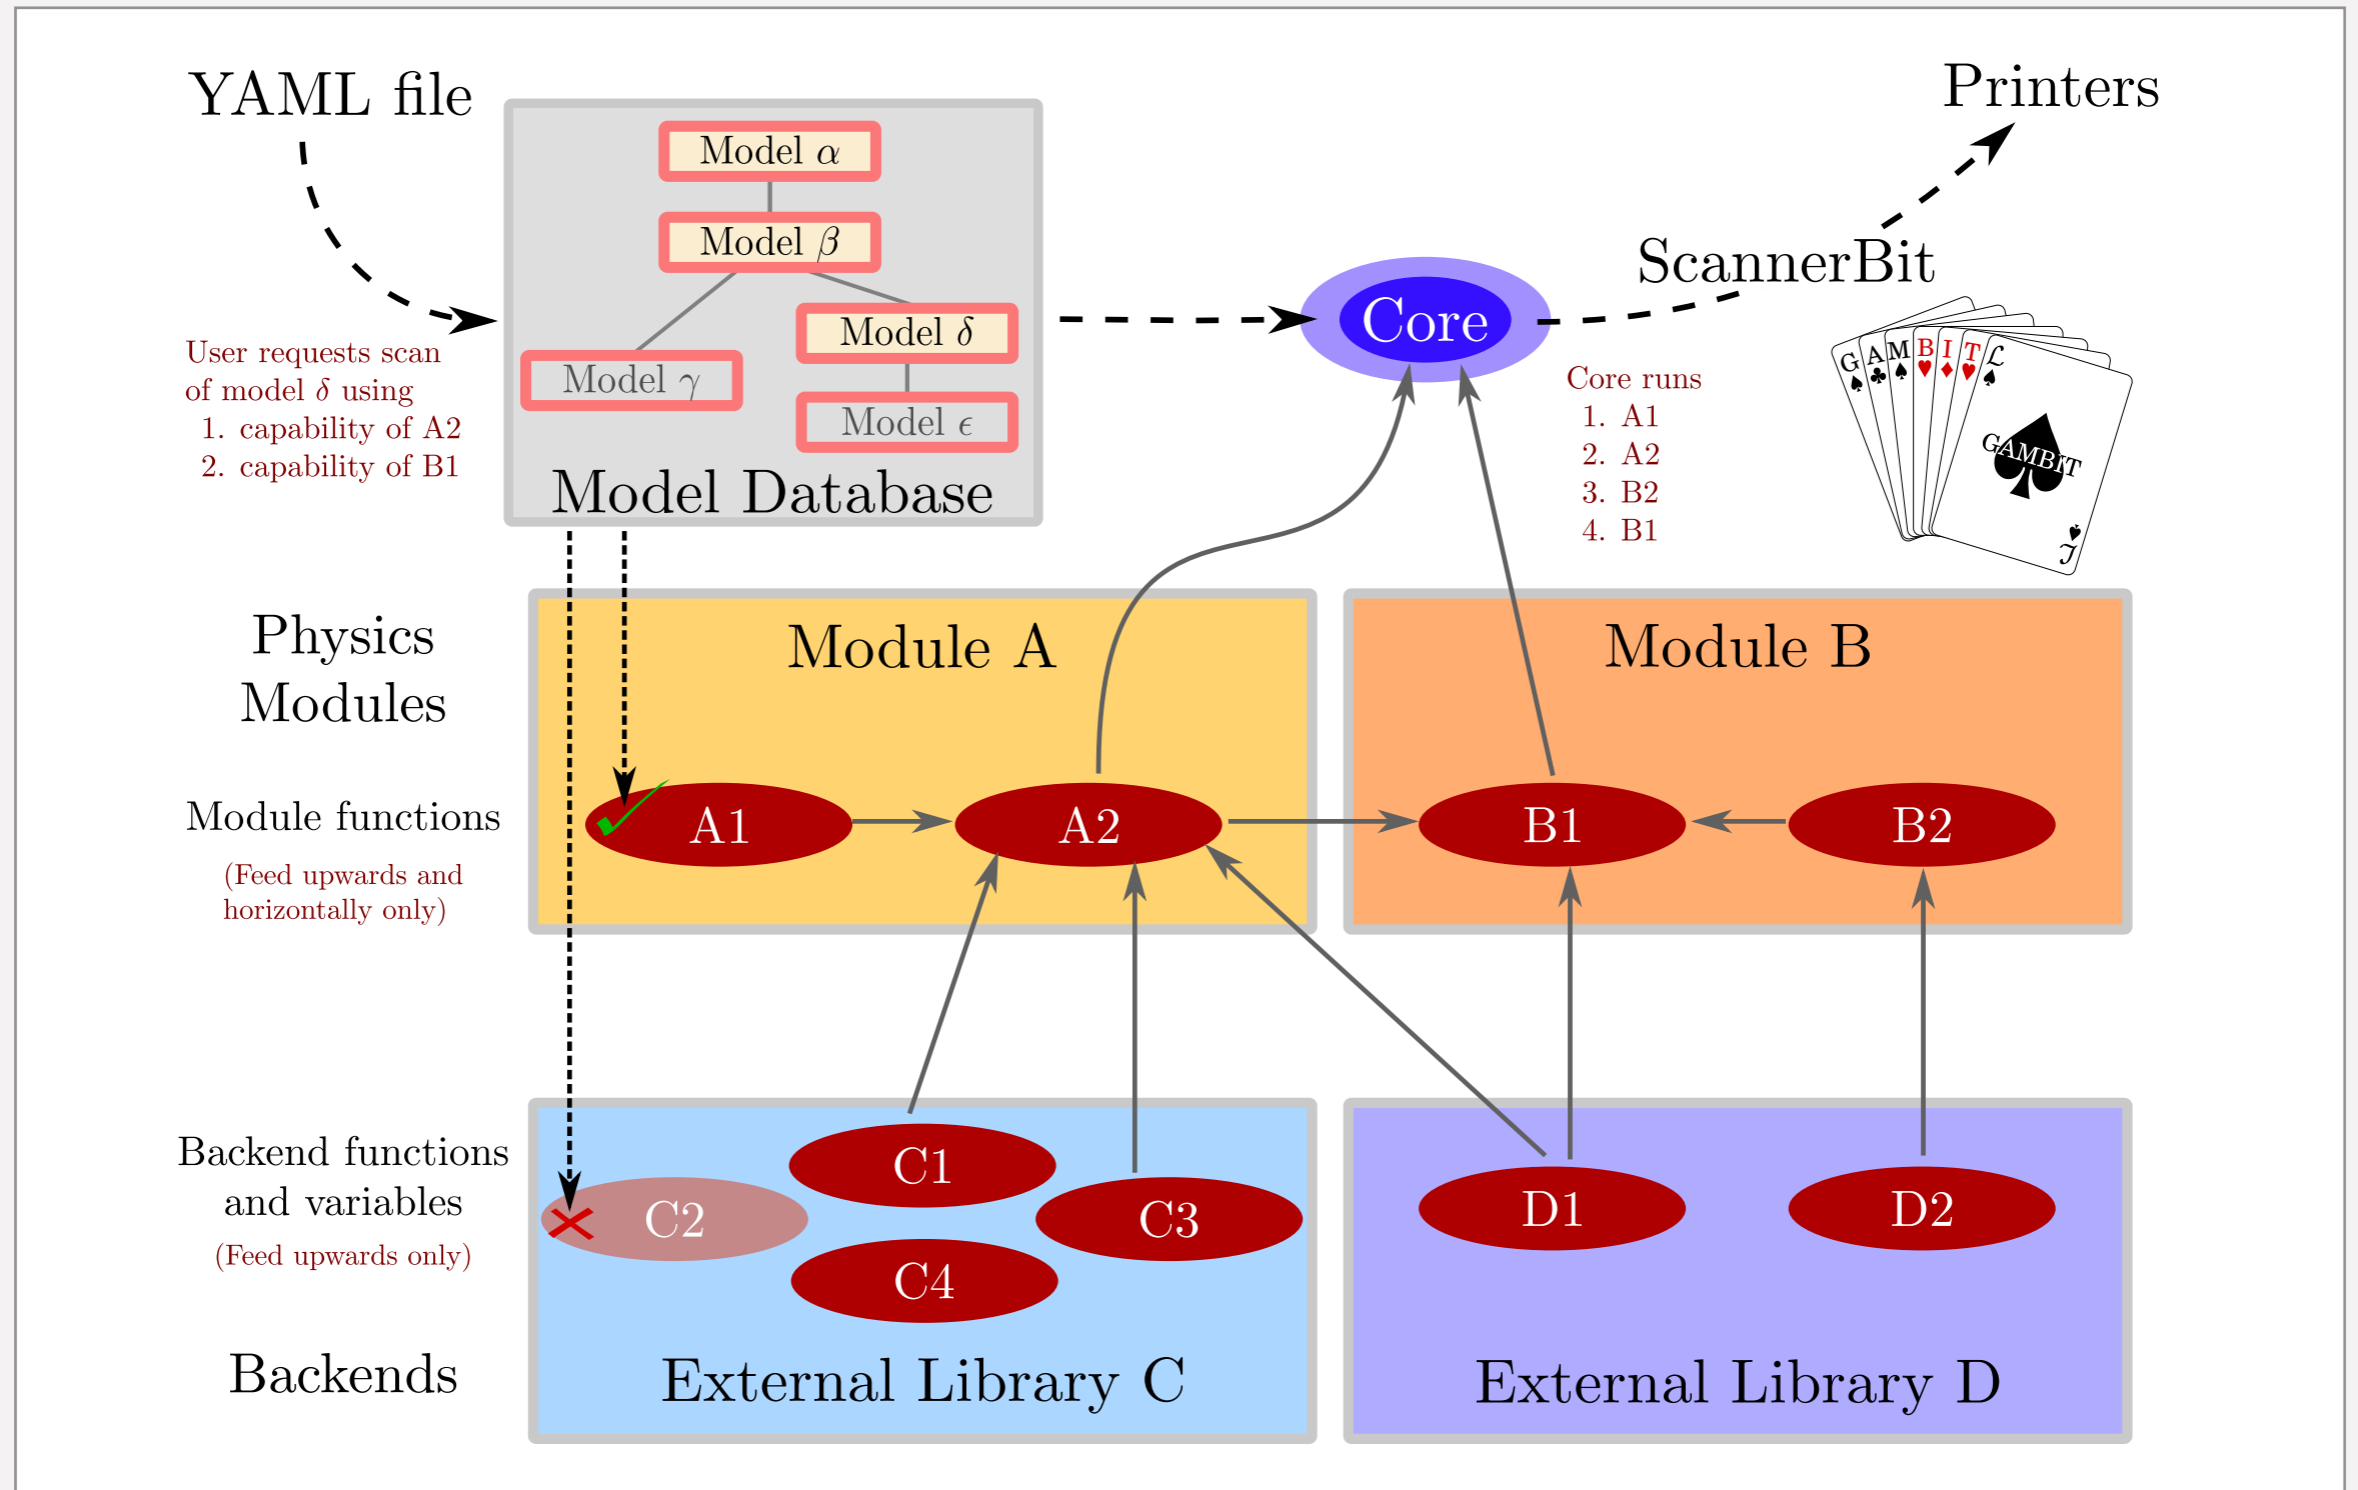 YAML file
Printers
Model α
Model β
Model δ
Model γ
Model ϵ
Model Database
Core
ScannerBit
User requests scan
of model δ using
1. capability of A2
2. capability of B1
Core runs
1. A1
2. A2
3. B2
4. B1
G A M B I T ℒ
GAMBIT
J
Physics
Modules
Module A
Module B
Module functions
(Feed upwards and
horizontally only)
A1
A2
B1
B2
Backend functions
and variables
(Feed upwards only)
C1
C2
C3
C4
D1
D2
Backends
External Library C
External Library D